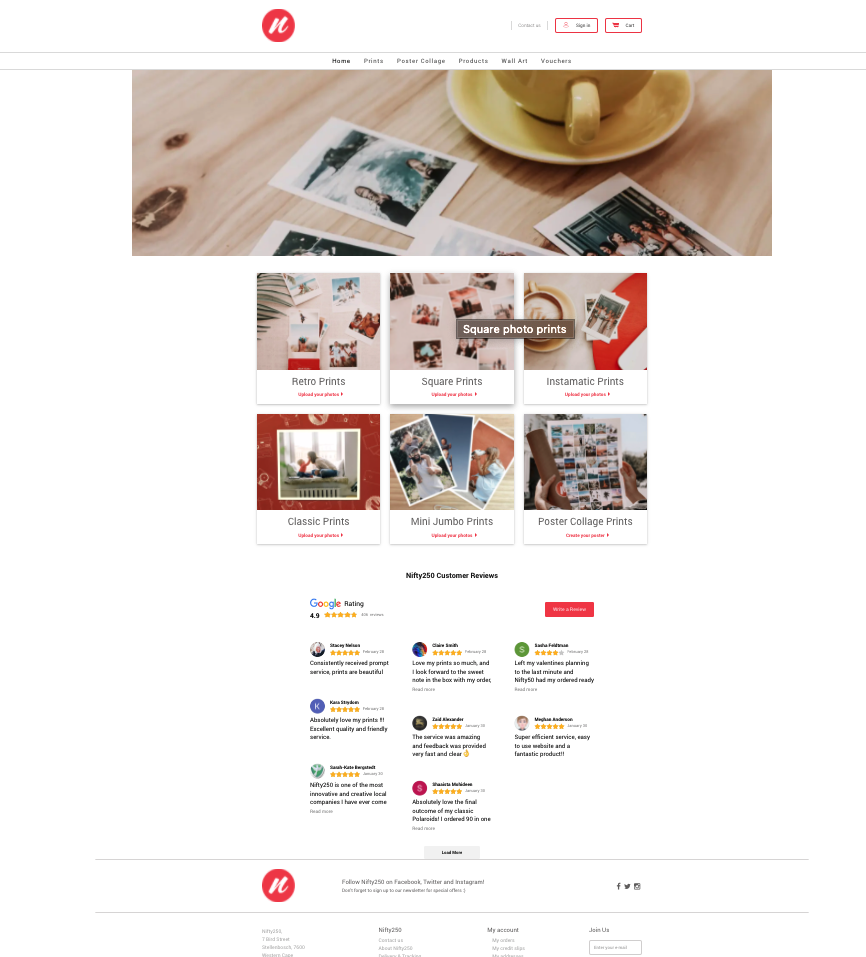 n
Contact us
Sign in
Cart
Home
Prints
Poster Collage
Products
Wall Art
Vouchers
Square photo prints
Retro Prints
Upload your photos
Square Prints
Upload your photos
Instamatic Prints
Upload your photos
Classic Prints
Upload your photos
Mini Jumbo Prints
Upload your photos
Poster Collage Prints
Create your poster
Nifty250 Customer Reviews
Google Rating
4.9
reviews
Write a Review
Stacey Nelson
February 28
Consistently received prompt
service, prints are beautiful
Claire Smith
February 28
Love my prints so much, and
I look forward to the sweet
note in the box with my order,
Read more
Sasha Feldtman
February 28
Left my valentines planning
to the last minute and
Nifty50 had my ordered ready
Read more
K
Kara Strydom
February 28
Absolutely love my prints !!!
Excellent quality and friendly
service.
Zaid Alexander
January 30
The service was amazing
and feedback was provided
very fast and clear 👌
Meghan Anderson
January 30
Super efficient service, easy
to use website and a
fantastic product!!
Sarah-Kate Bergstedt
January 30
Nifty250 is one of the most
innovative and creative local
companies I have ever come
Read more
S
Shaaista Mohideen
January 30
Absolutely love the final
outcome of my classic
Polaroids! I ordered 90 in one
Read more
S
Load More
n
Follow Nifty250 on Facebook, Twitter and Instagram!
Don't forget to sign up to our newsletter for special offers :)
Nifty250,
7 Bird Street
Stellenbosch, 7600
Western Cape
Nifty250
Contact us
About Nifty250
Delivery & Tracking
My account
My orders
My credit slips
My addresses
Join Us
Enter your e-mail